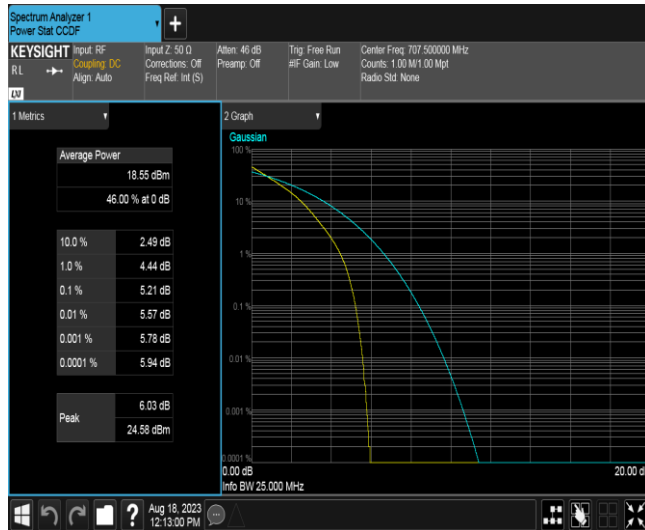 Spectrum Analyzer 1
Power Stat CCDF
+
KEYSIGHT
RL
LXI
Input: RF
Coupling: DC
Align: Auto
Input Z: 50 Ω
Corrections: Off
Freq Ref: Int (S)
Atten: 46 dB
Preamp: Off
Trig: Free Run
#IF Gain: Low
Center Freq: 707.500000 MHz
Counts: 1.00 M/1.00 Mpt
Radio Std: None
1 Metrics
Average Power
18.55 dBm
46.00 % at 0 dB
10.0 % 2.49 dB
1.0 % 4.44 dB
0.1 % 5.21 dB
0.01 % 5.57 dB
0.001 % 5.78 dB
0.0001 % 5.94 dB
Peak 6.03 dB
24.58 dBm
2 Graph
Gaussian
100 %
10 %
1 %
0.1 %
0.01 %
0.001 %
0.0001 %
0.00 dB 20.00 d
Info BW 25.000 MHz
?
Aug 18, 2023
12:13:00 PM